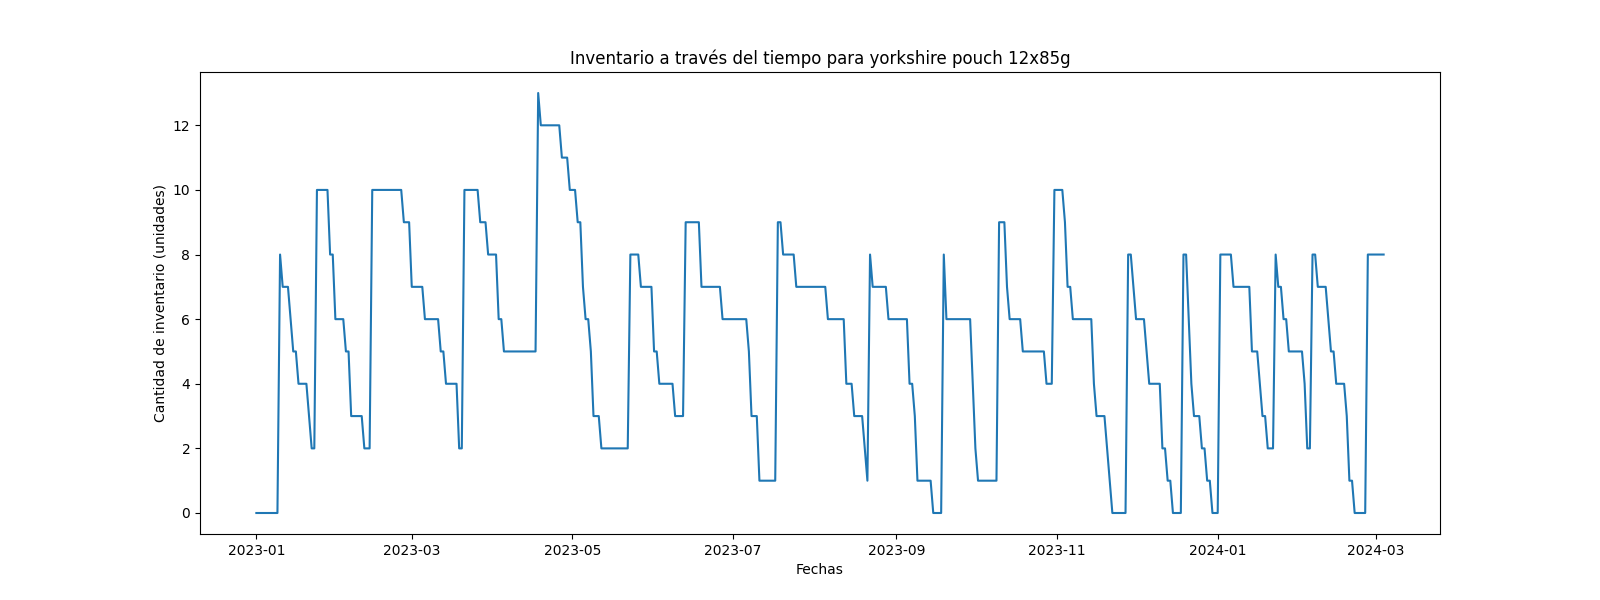 Inventario a través del tiempo para yorkshire pouch 12x85g
Cantidad de inventario (unidades)
12
10
8
6
4
2
0
2023-01 2023-03 2023-05 2023-07 2023-09 2023-11 2024-01 2024-03
Fechas